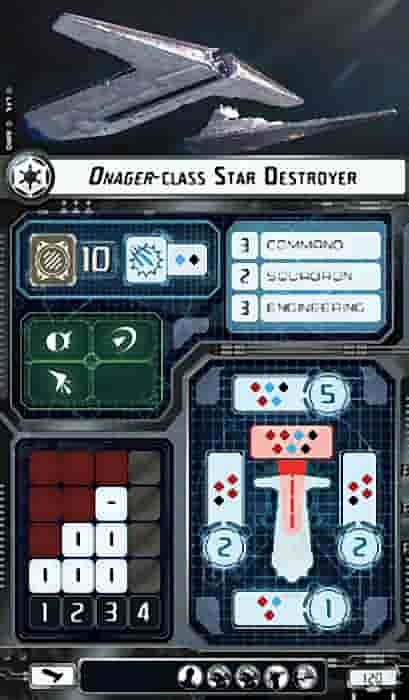 ONAGER-CLASS STAR DESTROYER
10
3 COMMAND
2 SQUADRON
3 ENGINEERING
5
2 2
-
I I
I I I
1 2 3 4
1
120